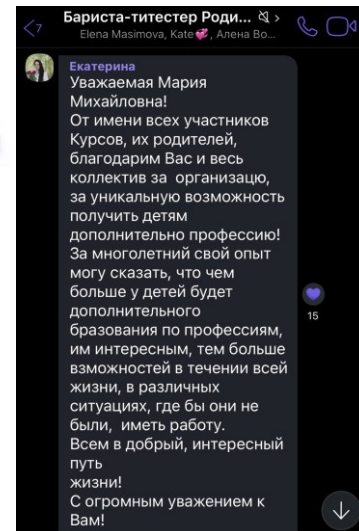 7
Бариста-титестер Роди...
Elena Masimova, Kate💞, Алена Во...
Екатерина
Уважаемая Мария
Михайловна!
От имени всех участников
Курсов, их родителей,
благодарим Вас и весь
коллектив за организацю,
за уникальную возможность
получить детям
дополнительно профессию!
За многолетний свой опыт
могу сказать, что чем
больше у детей будет
дополнительного
бразования по профессиям,
им интересным, тем больше
взможностей в течении всей
жизни, в различных
ситуациях, где бы они не
были, иметь работу.
Всем в добрый, интересный
путь
жизни!
С огромным уважением к
Вам!
15